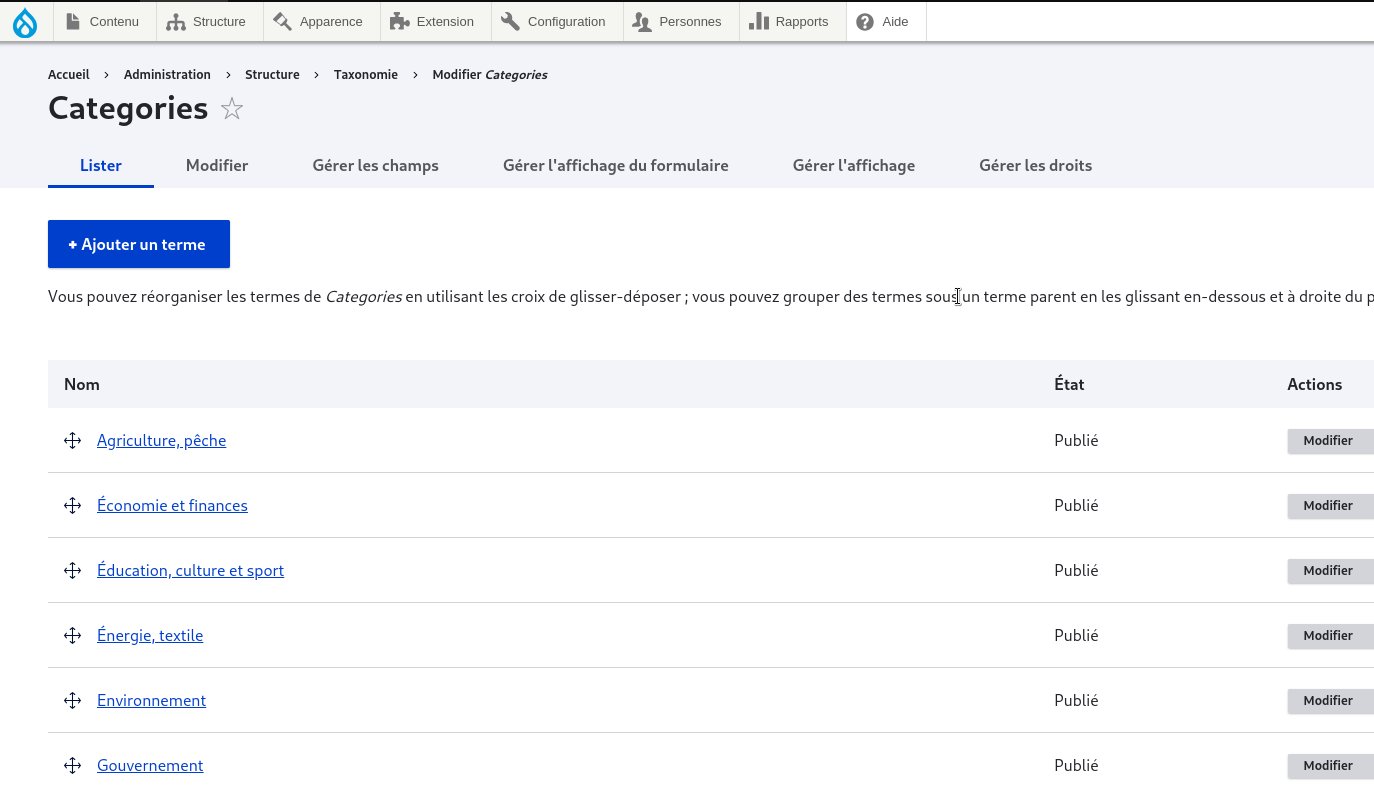 Contenu Structure Apparence Extension Configuration Personnes Rapports Aide
Accueil › Administration › Structure › Taxonomie › Modifier Categories
Categories
Lister Modifier Gérer les champs Gérer l'affichage du formulaire Gérer l'affichage Gérer les droits
+ Ajouter un terme
Vous pouvez réorganiser les termes de Categories en utilisant les croix de glisser-déposer ; vous pouvez grouper des termes sous un terme parent en les glissant en-dessous et à droite du p
Nom État Actions
Agriculture, pêche Publié Modifier
Économie et finances Publié Modifier
Éducation, culture et sport Publié Modifier
Énergie, textile Publié Modifier
Environnement Publié Modifier
Gouvernement Publié Modifier